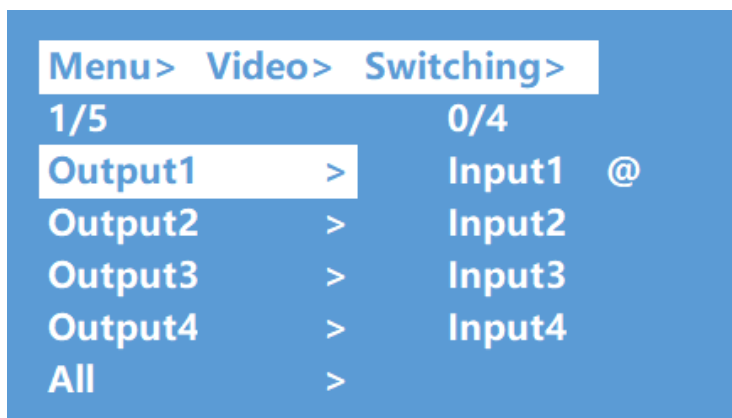 Menu> Video> Switching>
1/5 0/4
Output1 > Input1 @
Output2 > Input2
Output3 > Input3
Output4 > Input4
All >